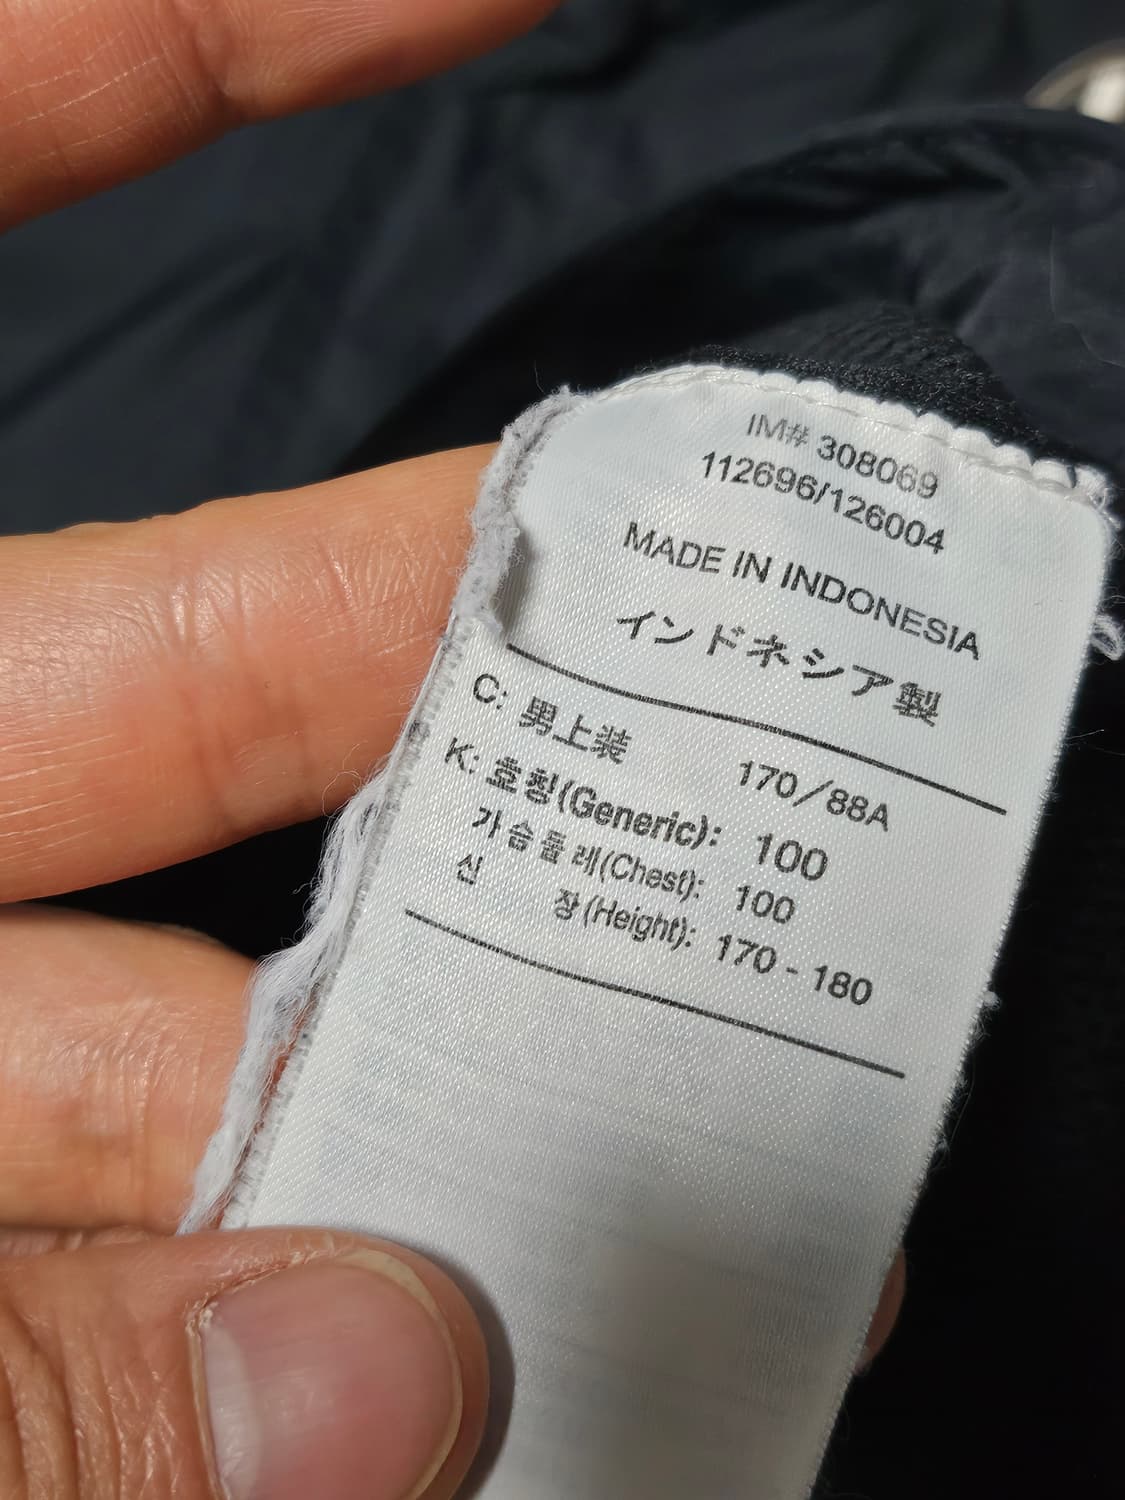 IM# 308069
112696/126004
MADE IN INDONESIA
インドネシア製
C: 男上装 170/88A
K: 호칭(Generic): 100
가슴둘레(Chest): 100
신 장(Height): 170 - 180